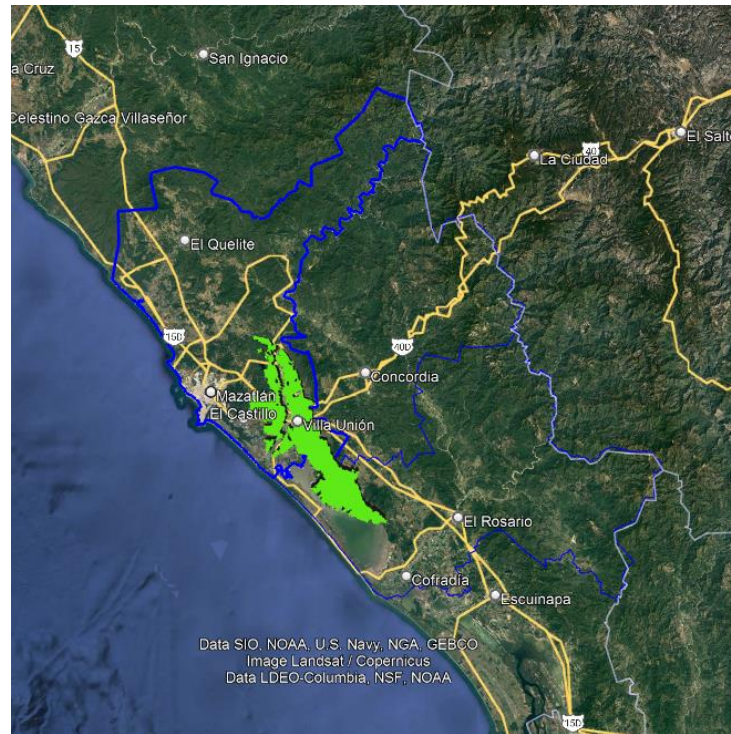 15
San Ignacio
a Cruz
Celestino Gazca Villaseñor
El Salto
40
La Ciudad
El Quelite
15D
40D
Concordia
Mazatlán
El Castillo
Villa Unión
El Rosario
Cofradía
Escuinapa
Data SIO, NOAA, U.S. Navy, NGA, GEBCO
Image Landsat / Copernicus
Data LDEO-Columbia, NSF, NOAA
15D